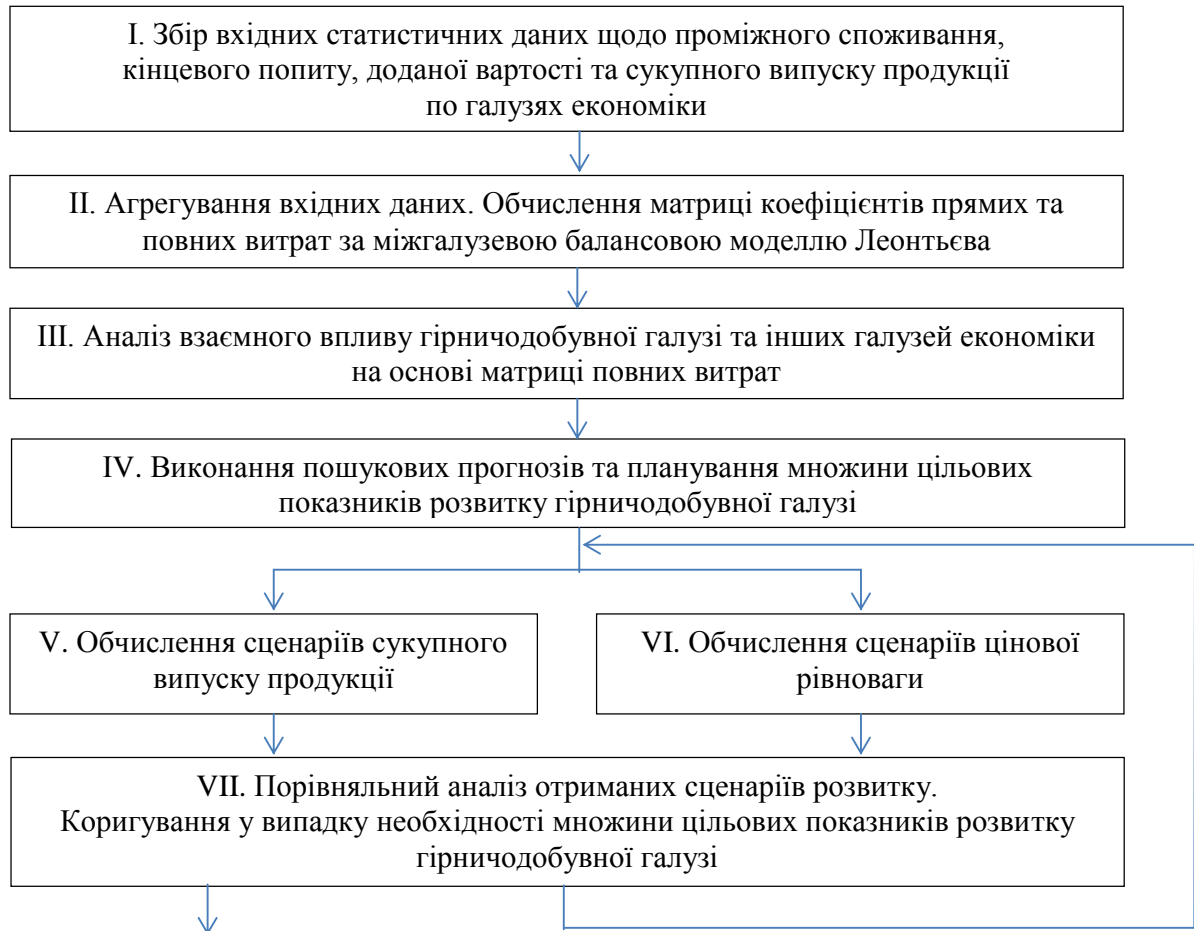 І. Збір вхідних статистичних даних щодо проміжного споживання,
кінцевого попиту, доданої вартості та сукупного випуску продукції
по галузях економіки
ІІ. Агрегування вхідних даних. Обчислення матриці коефіцієнтів прямих та
повних витрат за міжгалузевою балансовою моделлю Леонтьєва
ІІІ. Аналіз взаємного впливу гірничодобувної галузі та інших галузей економіки
на основі матриці повних витрат
IV. Виконання пошукових прогнозів та планування множини цільових
показників розвитку гірничодобувної галузі
V. Обчислення сценаріїв сукупного
випуску продукції
VI. Обчислення сценаріїв цінової
рівноваги
VII. Порівняльний аналіз отриманих сценаріїв розвитку.
Коригування у випадку необхідності множини цільових показників розвитку
гірничодобувної галузі